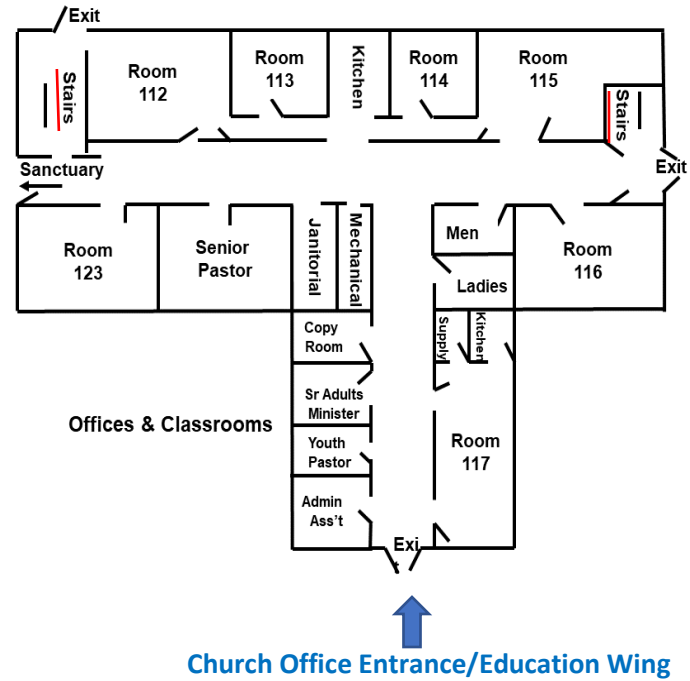 Exit
Room
112
Room
113
Kitchen
Room
114
Room
115
Stairs
Stairs
Sanctuary
Exit
Room
123
Senior
Pastor
Janitorial
Mechanical
Men
Ladies
Room
116
Copy
Room
Supply
Kitchen
Sr Adults
Minister
Offices & Classrooms
Youth
Pastor
Room
117
Admin
Ass't
Exi
t
Church Office Entrance/Education Wing